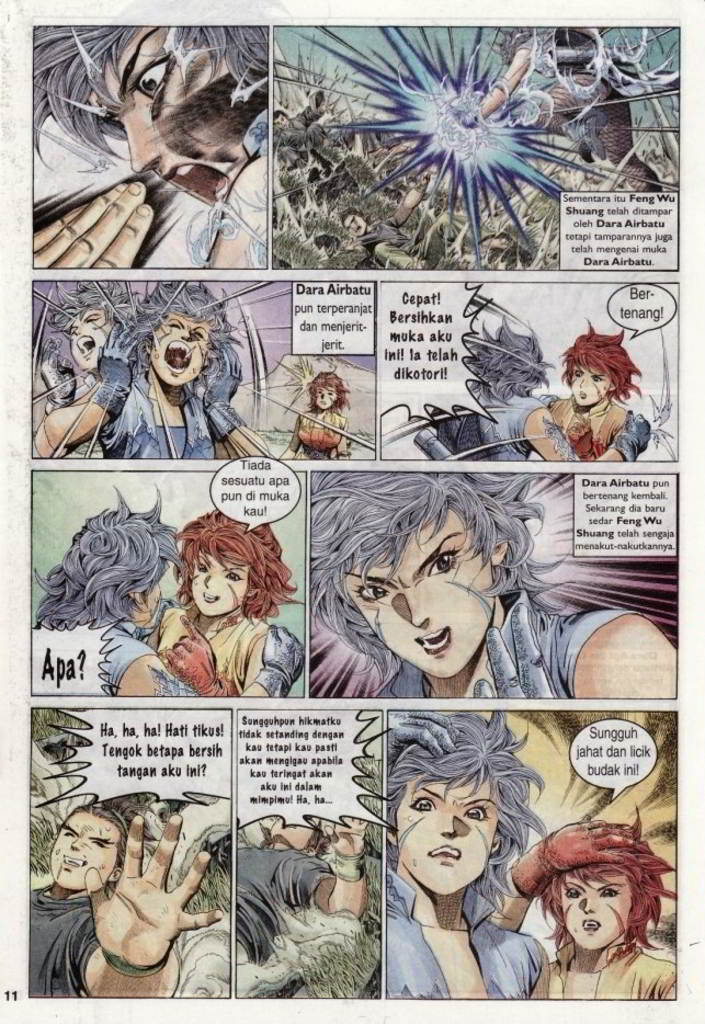 Sementara itu Feng Wu
Shuang telah ditampar
oleh Dara Airbatu
tetapi tamparannya juga
telah mengenai muka
Dara Airbatu.
Dara Airbatu
pun terperanjat
dan menjerit-
jerit.
Cepat!
Bersihkan
muka aku
ini! Ia telah
dikotori!
Ber-
tenang!
Tiada
sesuatu apa
pun di muka
kau!
Apa?
Dara Airbatu pun
bertenang kembali.
Sekarang dia baru
sedar Feng Wu
Shuang telah sengaja
menakut-nakutkannya.
Ha, ha, ha! Hati tikus!
Tengok betapa bersih
tangan aku ini?
Sungguhpun hikmatku
tidak setanding dengan
kau tetapi kau pasti
akan mengigau apabila
kau teringat akan
aku ini dalam
mimpimu! Ha, ha...
Sungguh
jahat dan licik
budak ini!
11